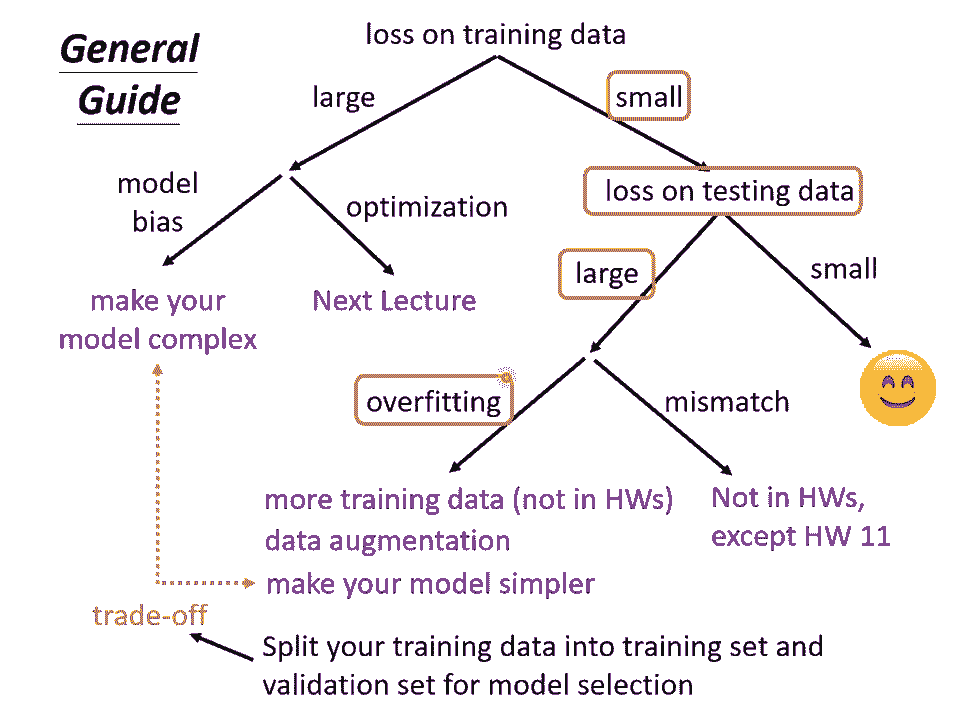 General
Guide
loss on training data
large
small
model
bias
optimization
loss on testing data
make your
model complex
Next Lecture
large
small
overfitting
mismatch
more training data (not in HWs)
data augmentation
make your model simpler
Not in HWs,
except HW 11
trade-off
Split your training data into training set and
validation set for model selection